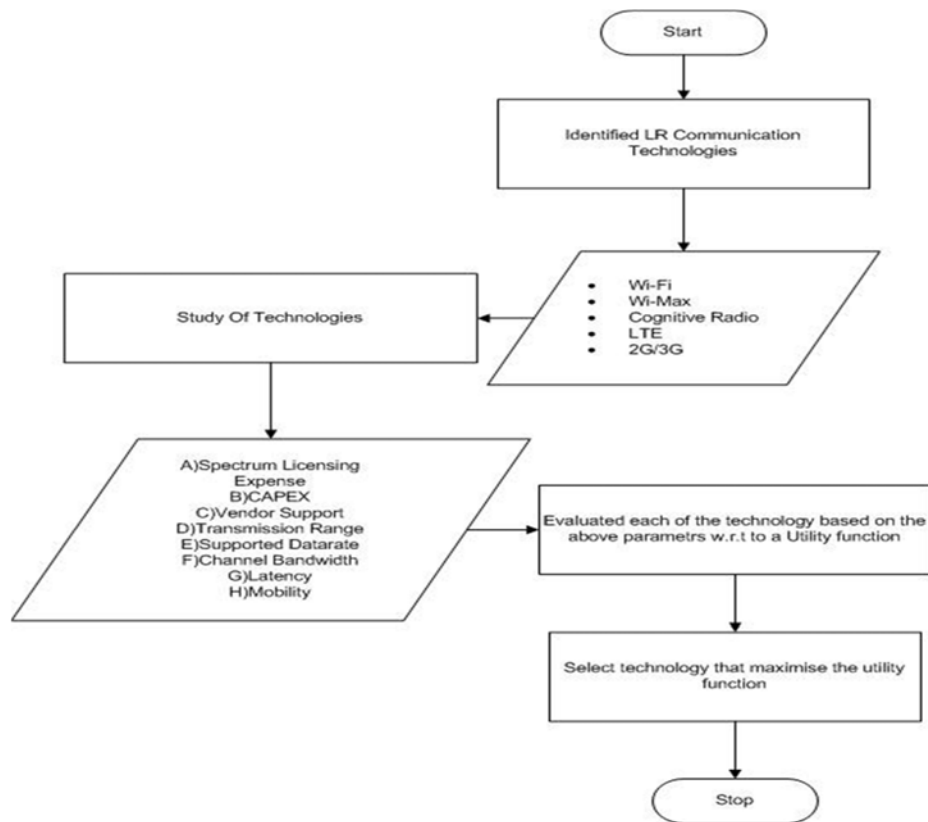 Start
Identified LR Communication
Technologies
• Wi-Fi
• Wi-Max
• Cognitive Radio
• LTE
• 2G/3G
Study Of Technologies
A)Spectrum Licensing
Expense
B)CAPEX
C)Vendor Support
D)Transmission Range
E)Supported Datarate
F)Channel Bandwidth
G)Latency
H)Mobility
Evaluated each of the technology based on the
above parametrs w.r.t to a Utility function
Select technology that maximise the utility
function
Stop